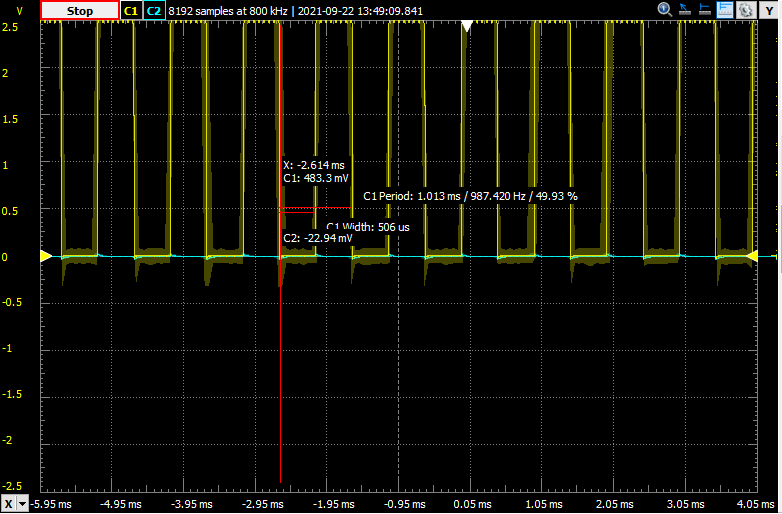 V Stop C1 C2 8192 samples at 800 kHz | 2021-09-22 13:49:09.841 Y
2.5
2
1.5
1
0.5
0
-0.5
-1
-1.5
-2
-2.5
X: -2.614 ms
C1: 483.3 mV
C1 Period: 1.013 ms / 987.420 Hz / 49.93 %
C1 Width: 506 us
C2: -22.94 mV
X -5.95 ms -4.95 ms -3.95 ms -2.95 ms -1.95 ms -0.95 ms 0.05 ms 1.05 ms 2.05 ms 3.05 ms 4.05 ms